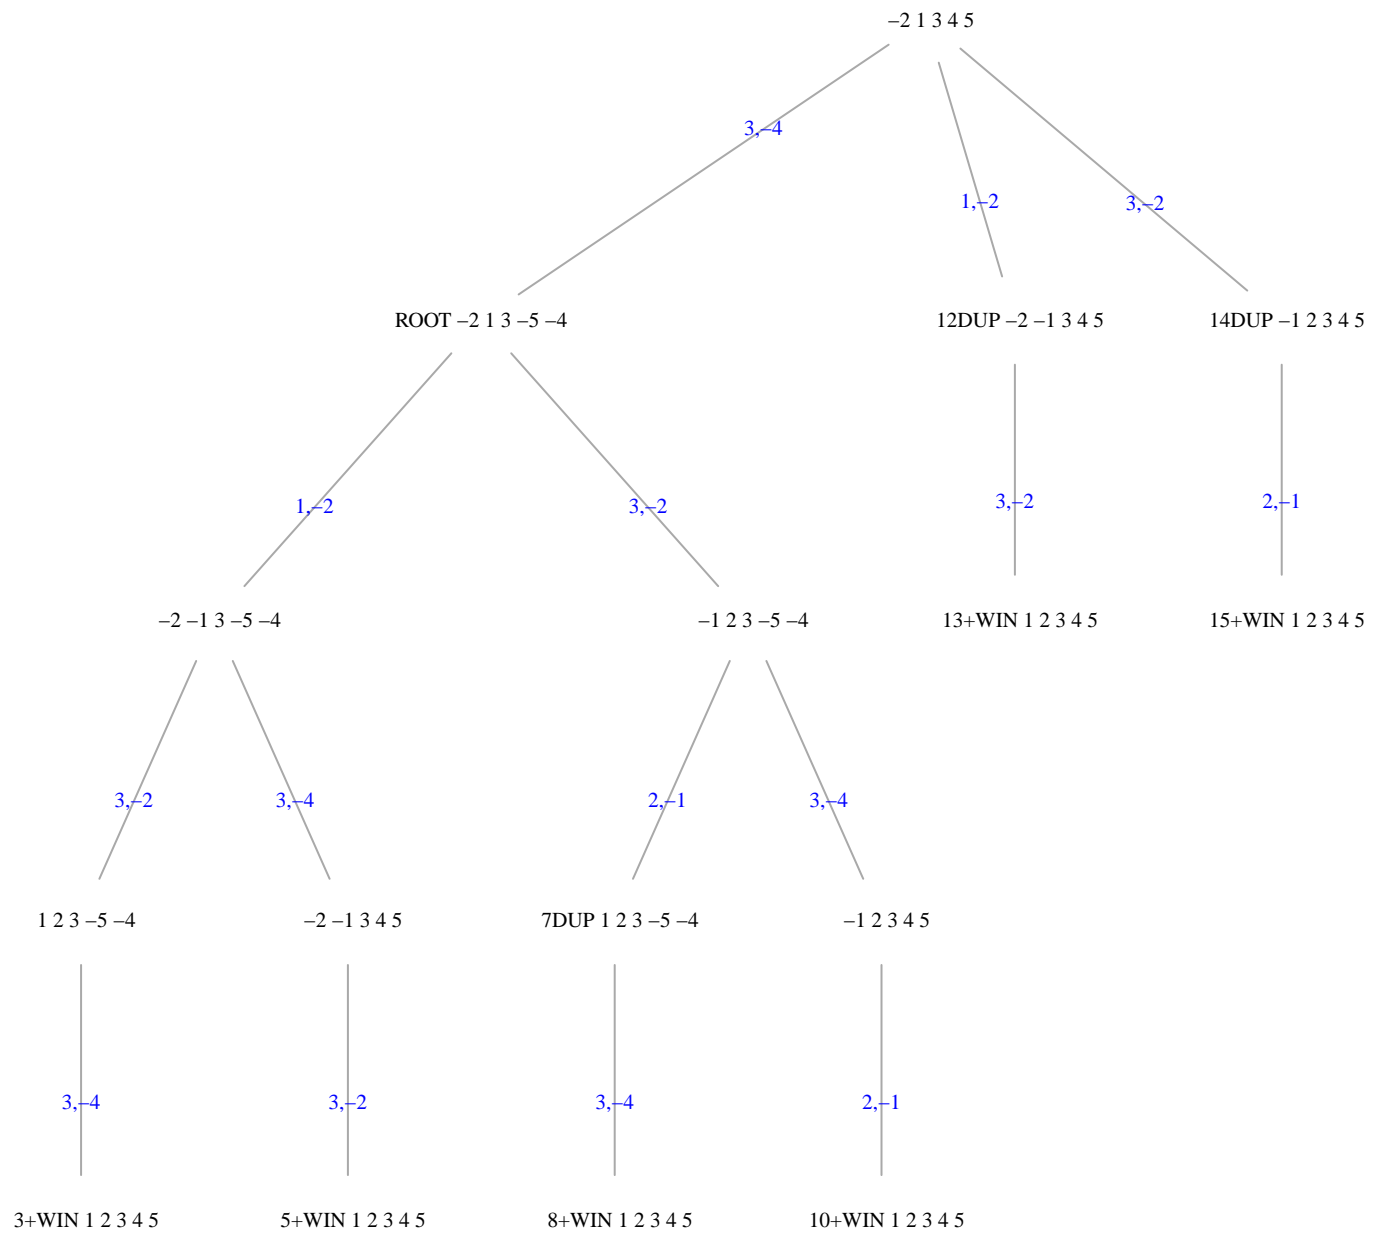 −2 1 3 4 5
3,−4
1,−2
3,−2
ROOT −2 1 3 −5 −4
12DUP −2 −1 3 4 5
14DUP −1 2 3 4 5
1,−2
3,−2
3,−2
2,−1
−2 −1 3 −5 −4
−1 2 3 −5 −4
13+WIN 1 2 3 4 5
15+WIN 1 2 3 4 5
3,−2
3,−4
2,−1
3,−4
1 2 3 −5 −4
−2 −1 3 4 5
7DUP 1 2 3 −5 −4
−1 2 3 4 5
3,−4
3,−2
3,−4
2,−1
3+WIN 1 2 3 4 5
5+WIN 1 2 3 4 5
8+WIN 1 2 3 4 5
10+WIN 1 2 3 4 5